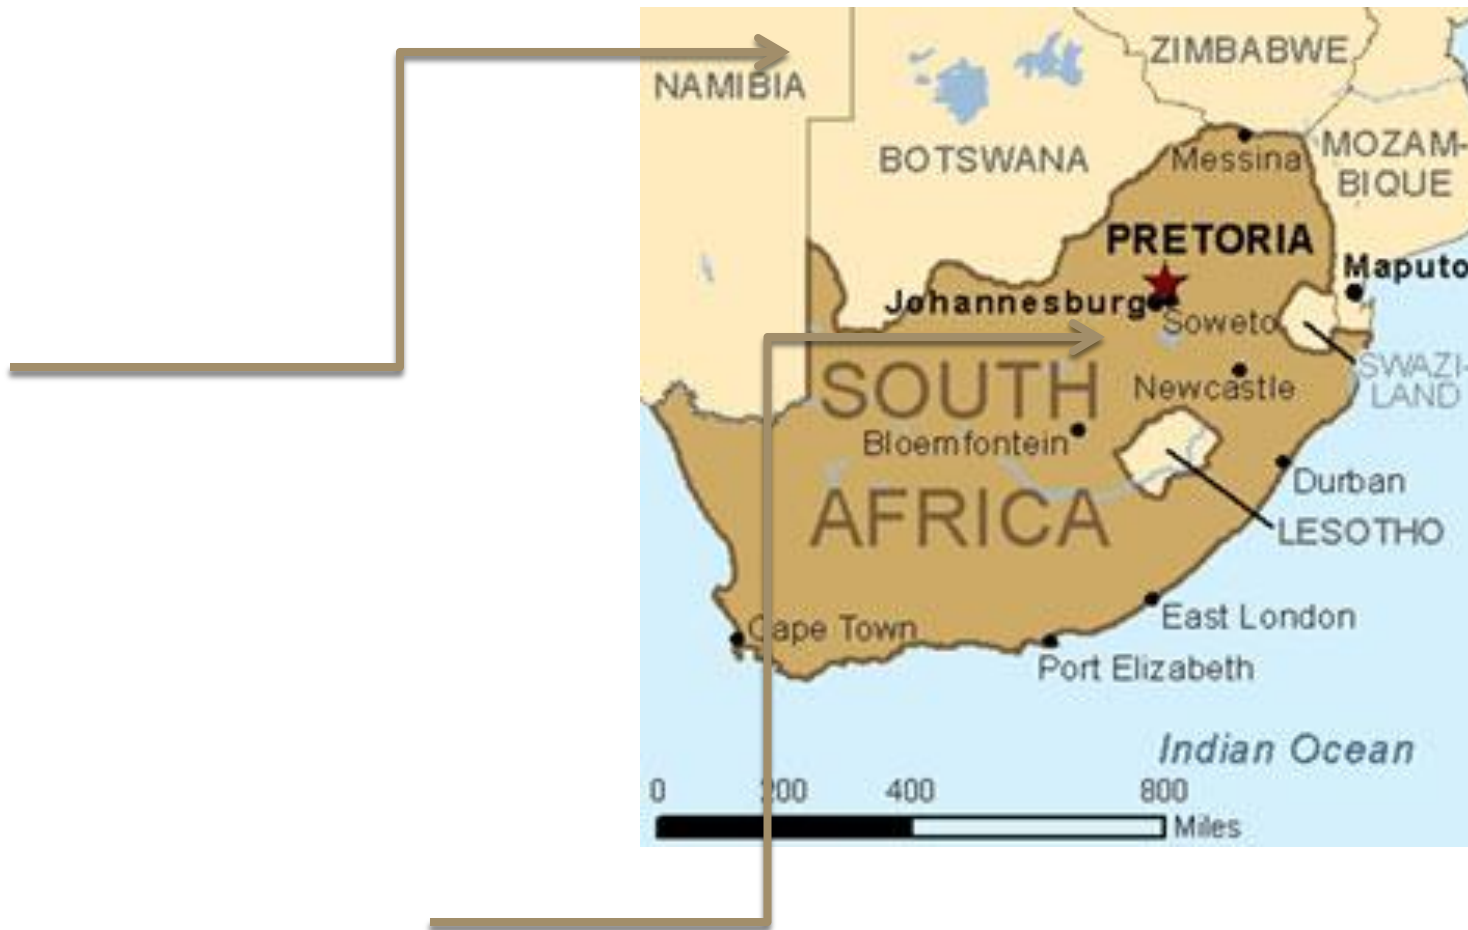 ZIMBABWE
NAMIBIA
BOTSWANA
Messina
MOZAM-
BIQUE
PRETORIA
Maputo
Johannesburg
Soweto
SWAZI-
LAND
SOUTH
Newcastle
Bloemfontein
Durban
AFRICA
LESOTHO
East London
Cape Town
Port Elizabeth
Indian Ocean
0 200 400 800
Miles